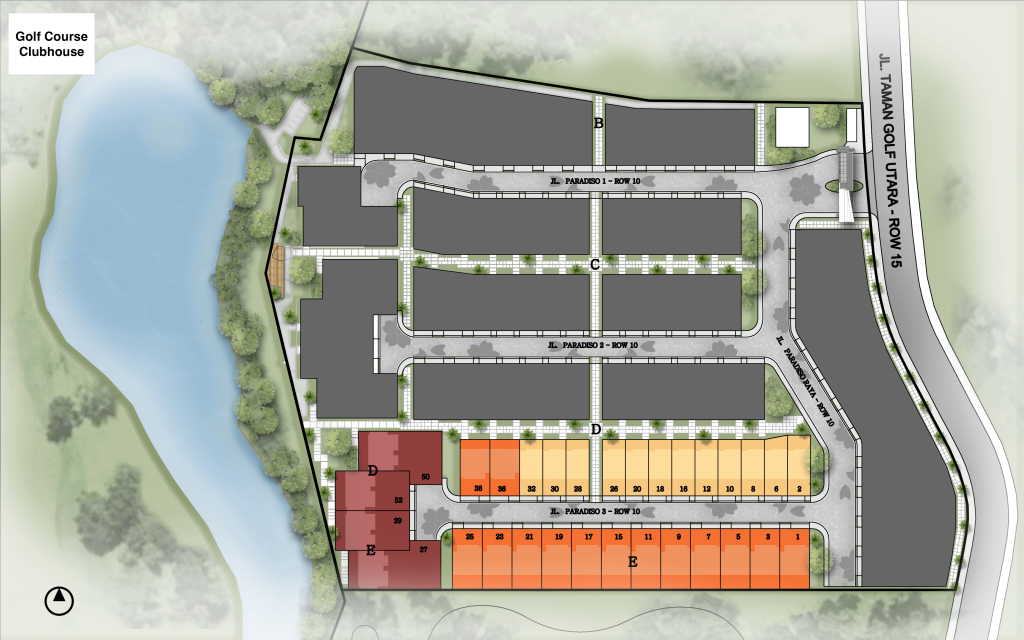 Golf Course
Clubhouse
JL. TAMAN GOLF UTARA - ROW 15
B
JL. PARADISO 1 - ROW 10
C
JL. PARADISO 2 - ROW 10
JL. PARADISO RAYA - ROW 10
D
D
50
38 36 32 30 28 26 20 18 16 12 10 8 6 2
52
JL. PARADISO 3 - ROW 10
29
E
27
25 23 21 19 17 15 11 9 7 5 3 1
E